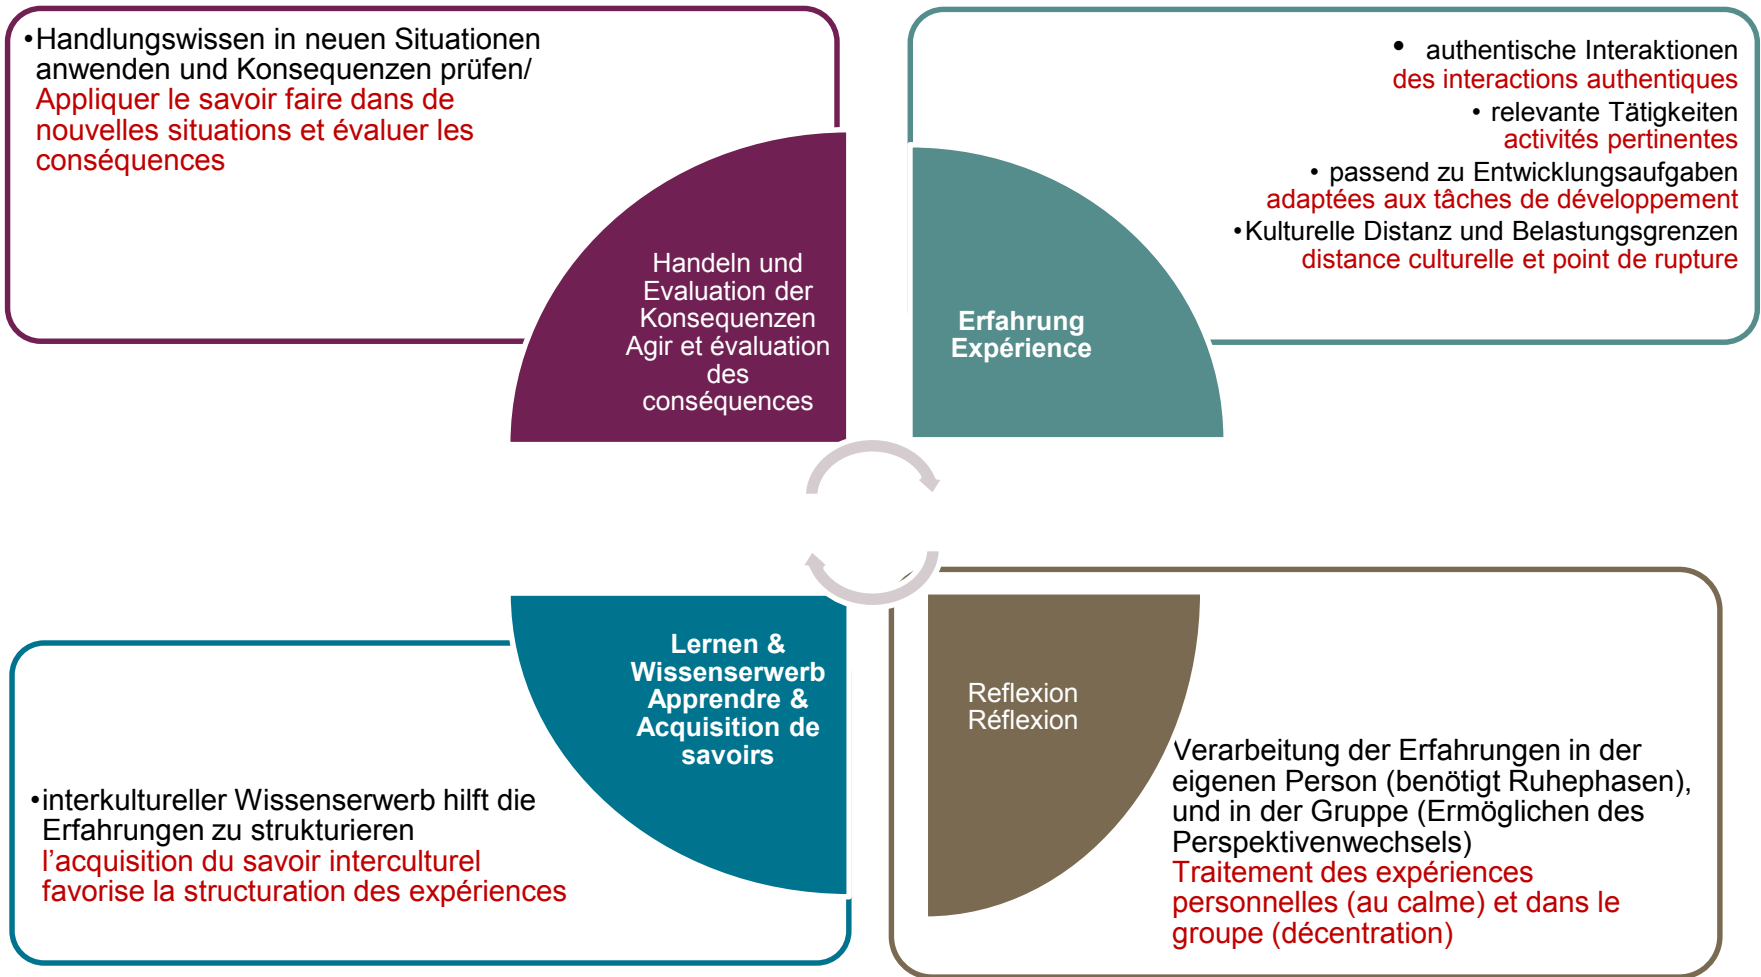 •Handlungswissen in neuen Situationen
anwenden und Konsequenzen prüfen/
Appliquer le savoir faire dans de
nouvelles situations et évaluer les
conséquences
Handeln und
Evaluation der
Konsequenzen
Agir et évaluation
des
conséquences
• authentische Interaktionen
des interactions authentiques
• relevante Tätigkeiten
activités pertinentes
• passend zu Entwicklungsaufgaben
adaptées aux tâches de développement
•Kulturelle Distanz und Belastungsgrenzen
distance culturelle et point de rupture
Erfahrung
Expérience
Lernen &
Wissenserwerb
Apprendre &
Acquisition de
savoirs
•interkultureller Wissenserwerb hilft die
Erfahrungen zu strukturieren
l’acquisition du savoir interculturel
favorise la structuration des expériences
Reflexion
Réflexion
Verarbeitung der Erfahrungen in der
eigenen Person (benötigt Ruhephasen),
und in der Gruppe (Ermöglichen des
Perspektivenwechsels)
Traitement des expériences
personnelles (au calme) et dans le
groupe (décentration)